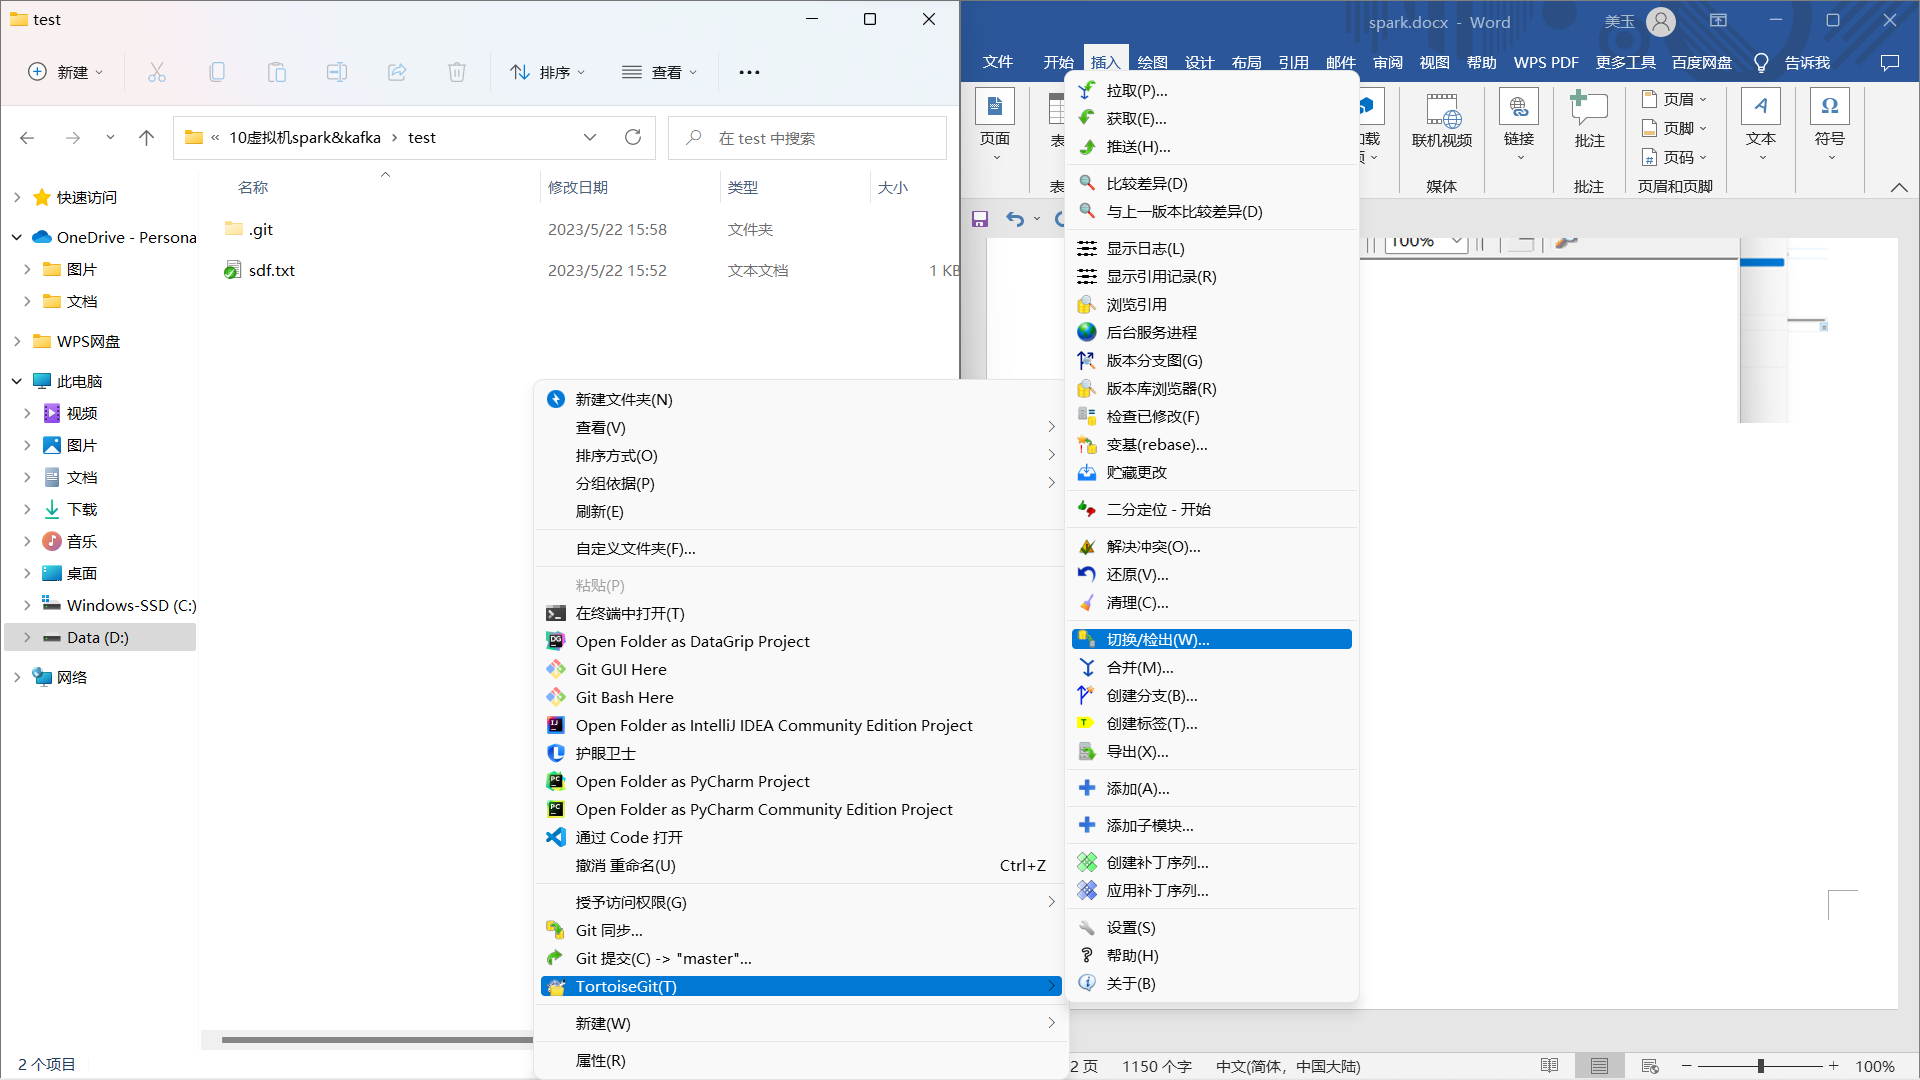 test
新建
排序
查看
« 10虚拟机spark&kafka › test
在 test 中搜索
名称
修改日期
类型
大小
.git
2023/5/22 15:58
文件夹
sdf.txt
2023/5/22 15:52
文本文档
1 KB
快速访问
OneDrive - Persona
图片
文档
WPS网盘
此电脑
视频
图片
文档
下载
音乐
桌面
Windows-SSD (C:)
Data (D:)
网络
2 个项目
新建文件夹(N)
查看(V)
排序方式(O)
分组依据(P)
刷新(E)
自定义文件夹(F)...
粘贴(P)
在终端中打开(T)
Open Folder as DataGrip Project
Git GUI Here
Git Bash Here
Open Folder as IntelliJ IDEA Community Edition Project
护眼卫士
Open Folder as PyCharm Project
Open Folder as PyCharm Community Edition Project
通过 Code 打开
撤消 重命名(U) Ctrl+Z
授予访问权限(G)
Git 同步...
Git 提交(C) -> "master"...
TortoiseGit(T)
新建(W)
属性(R)
拉取(P)...
获取(E)...
推送(H)...
比较差异(D)
与上一版本比较差异(D)
显示日志(L)
显示引用记录(R)
浏览引用
后台服务进程
版本分支图(G)
版本库浏览器(R)
检查已修改(F)
变基(rebase)...
贮藏更改
二分定位 - 开始
解决冲突(O)...
还原(V)...
清理(C)...
切换/检出(W)...
合并(M)...
创建分支(B)...
创建标签(T)...
导出(X)...
添加(A)...
添加子模块...
创建补丁序列...
应用补丁序列...
设置(S)
帮助(H)
关于(B)
spark.docx - Word
美玉
文件 开始 插入 绘图 设计 布局 引用 邮件 审阅 视图 帮助 WPS PDF 更多工具 百度网盘 告诉我
页面
表
载
联机视频
媒体
链接
批注
批注
页眉
页脚
页码
页眉和页脚
文本
符号
表
100%
2 页
1150 个字
中文(简体，中国大陆)
100%